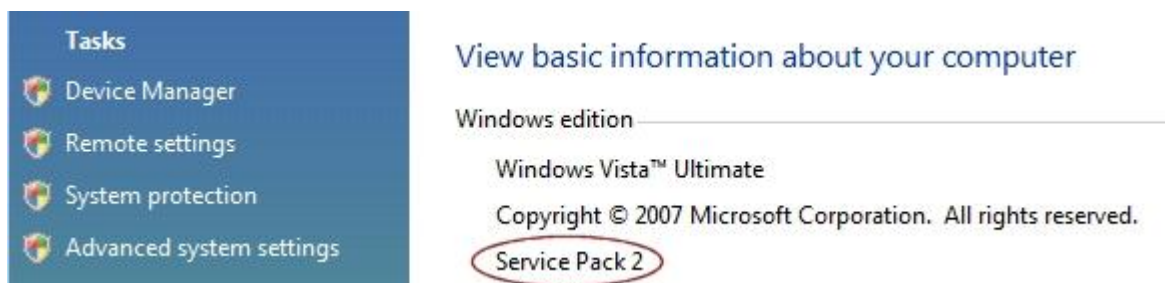 Tasks
Device Manager
Remote settings
System protection
Advanced system settings
View basic information about your computer
Windows edition
Windows Vista™ Ultimate
Copyright © 2007 Microsoft Corporation.  All rights reserved.
Service Pack 2